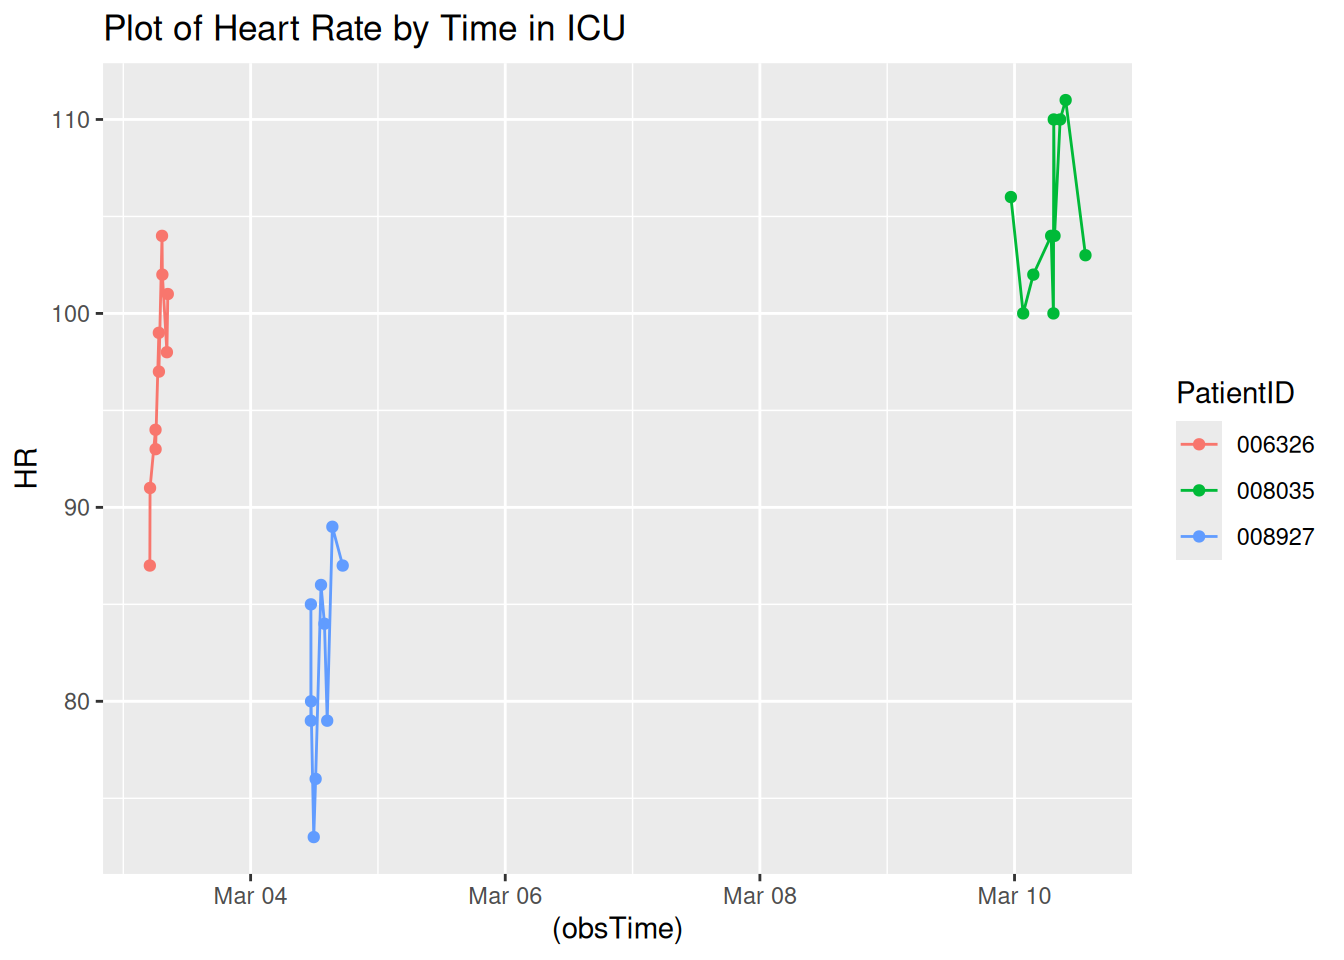 Plot of Heart Rate by Time in ICU
110
100
90
80
HR
Mar 04
Mar 06
Mar 08
Mar 10
(obsTime)
PatientID
006326
008035
008927